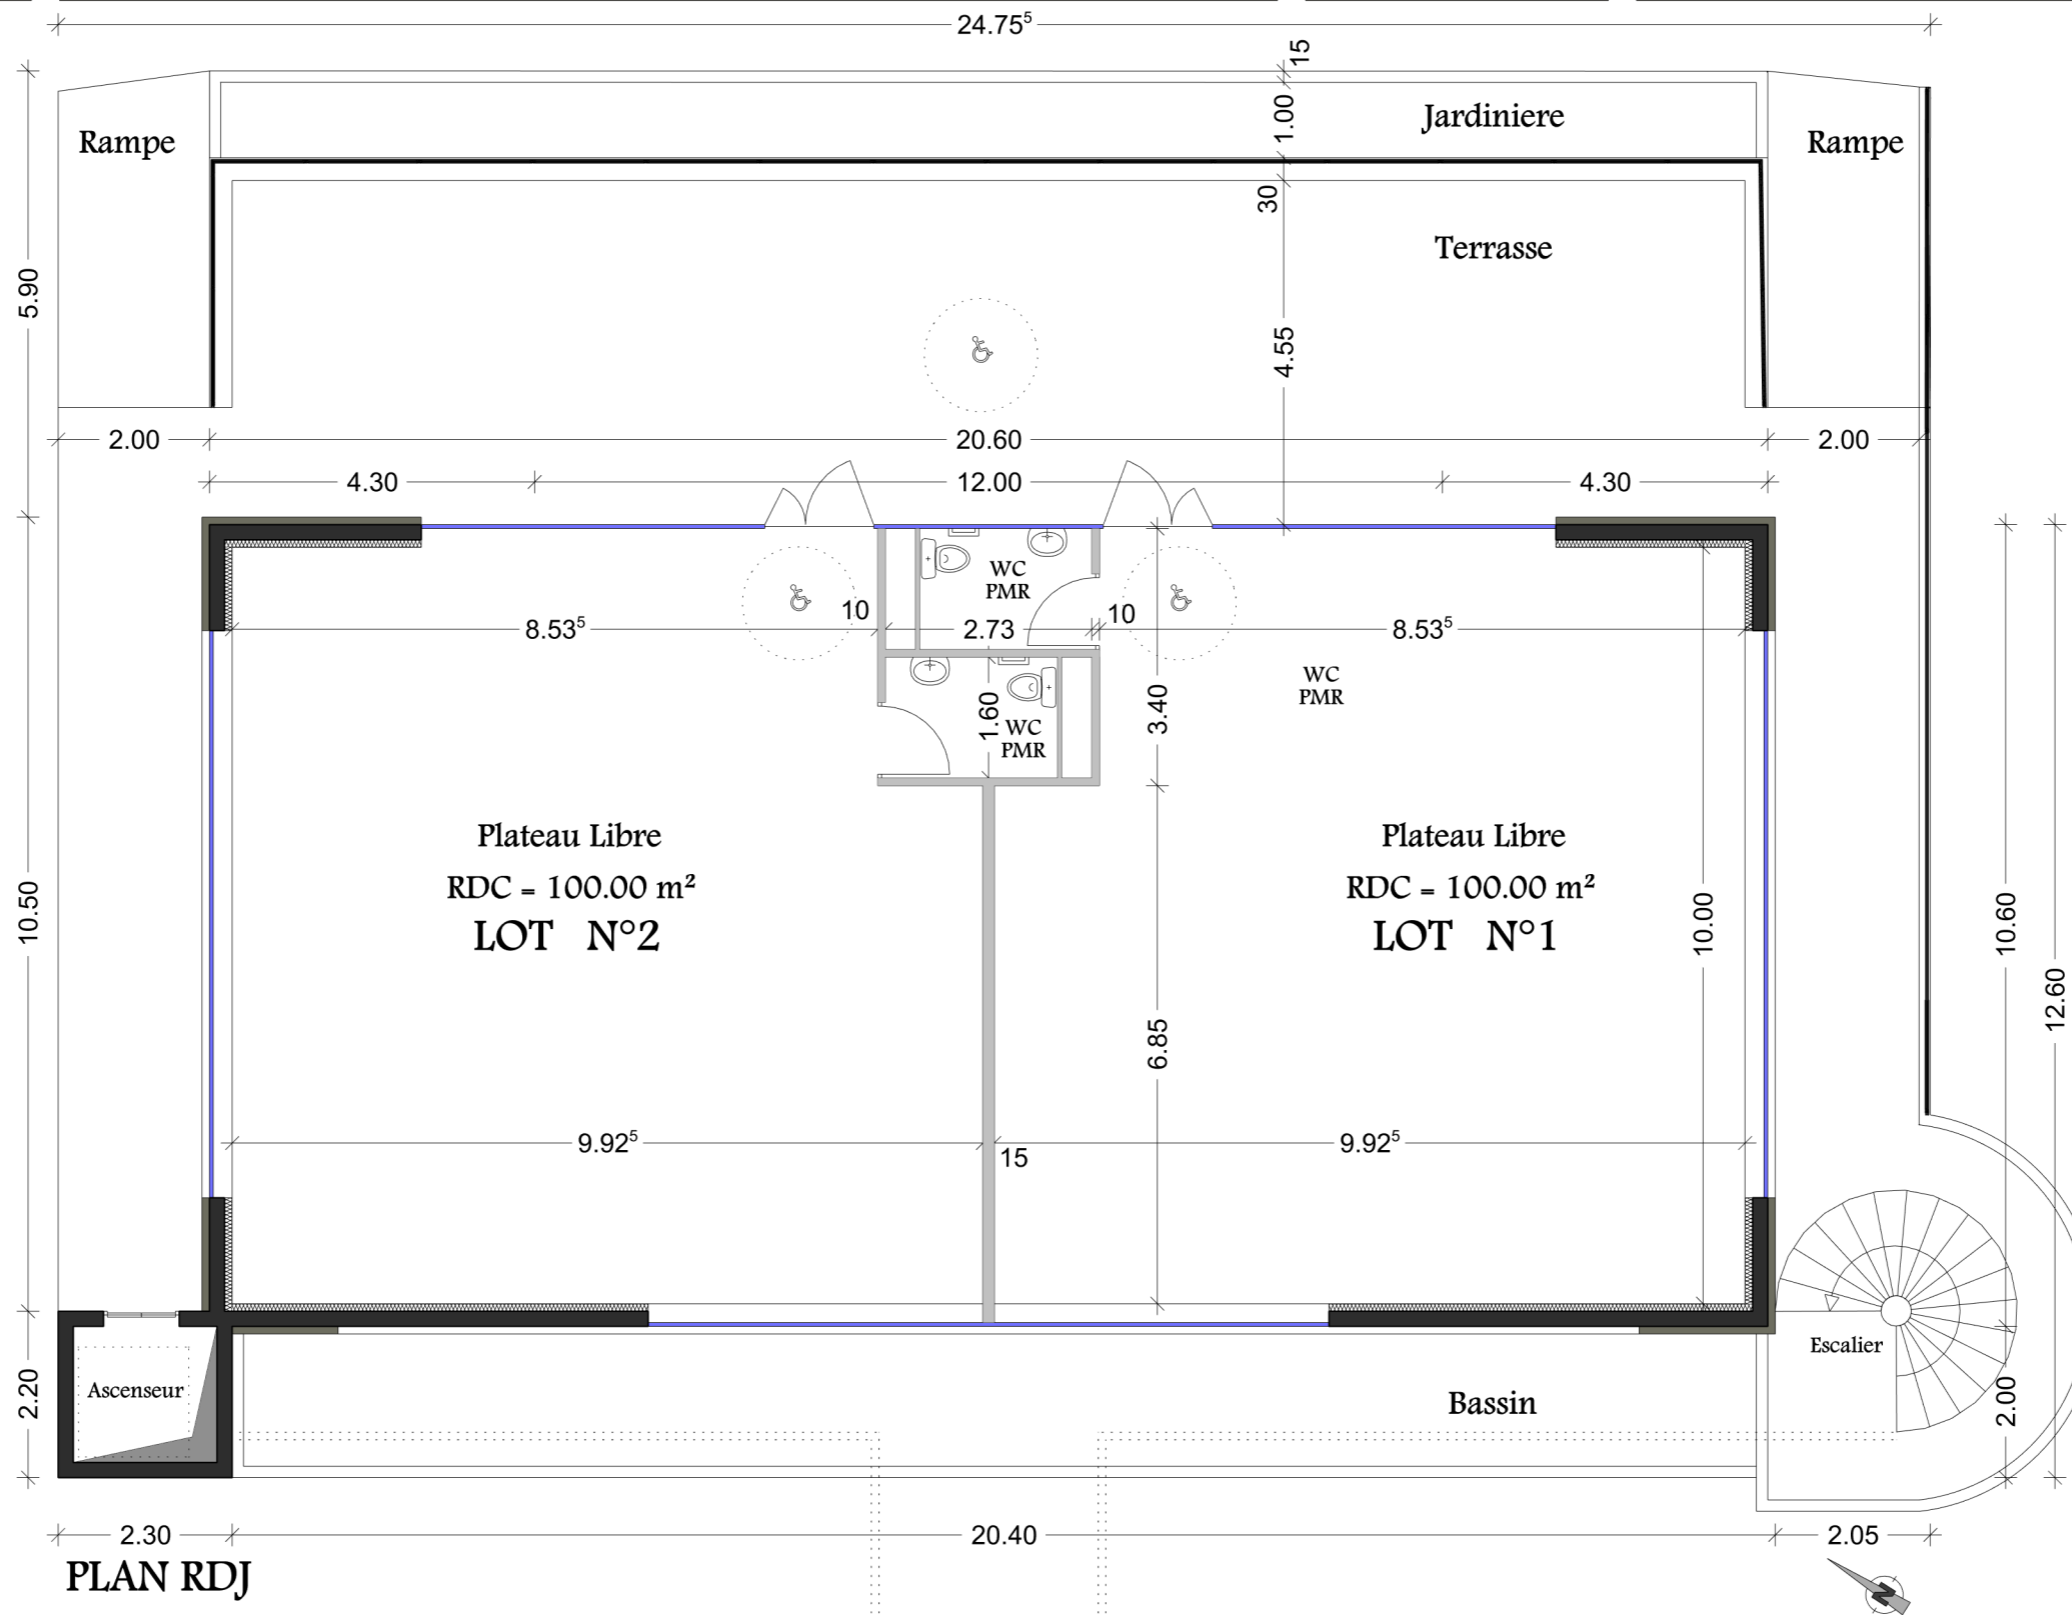 24.75⁵
15
1.00
Jardiniere
Rampe
Rampe
30
Terrasse
5.90
4.55
2.00
20.60
2.00
4.30
12.00
4.30
WC
PMR
10
10
8.53⁵
2.73
8.53⁵
WC
PMR
1.60
3.40
WC
PMR
Plateau Libre
RDC = 100.00 m²
LOT N°2
Plateau Libre
RDC = 100.00 m²
LOT N°1
10.50
10.00
10.60
12.60
6.85
9.92⁵
15
9.92⁵
Escalier
Ascenseur
2.20
Bassin
2.00
2.30
20.40
2.05
PLAN RDJ
N